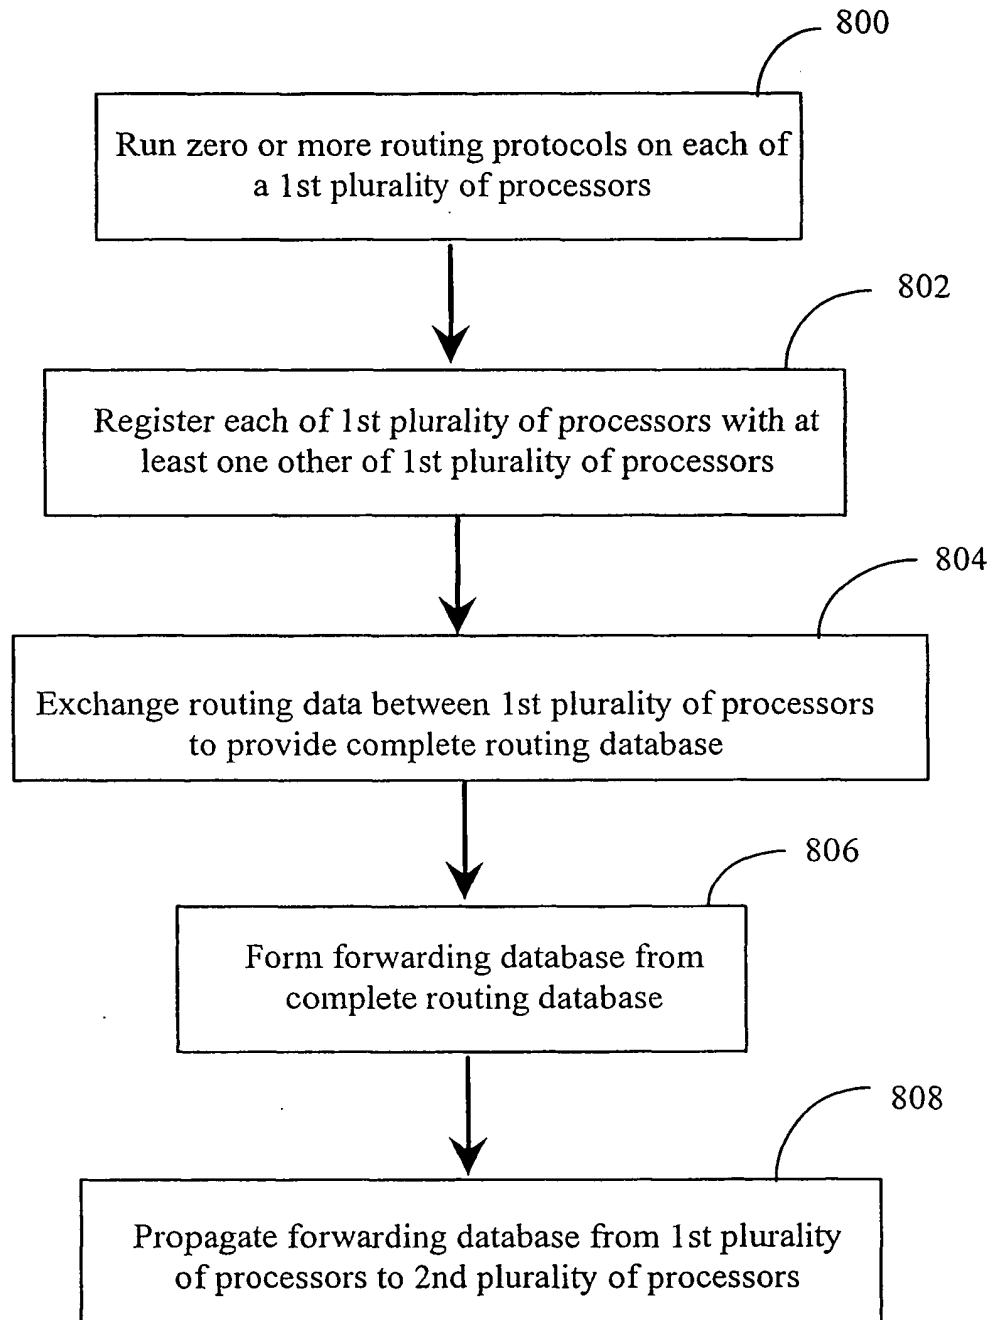 800
Run zero or more routing protocols on each of
a 1st plurality of processors
802
Register each of 1st plurality of processors with at
least one other of 1st plurality of processors
804
Exchange routing data between 1st plurality of processors
to provide complete routing database
806
Form forwarding database from
complete routing database
808
Propagate forwarding database from 1st plurality
of processors to 2nd plurality of processors